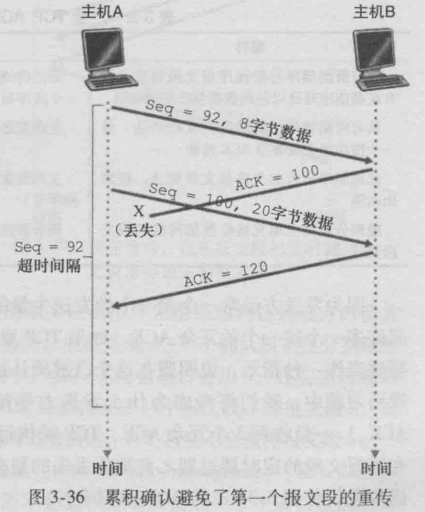 主机A
主机B
Seq = 92, 8字节数据
ACK = 100
Seq = 100, 20字节数据
X
(丢失)
Seq = 92
超时间隔
ACK = 120
时间
时间
图 3-36 累积确认避免了第一个报文段的重传